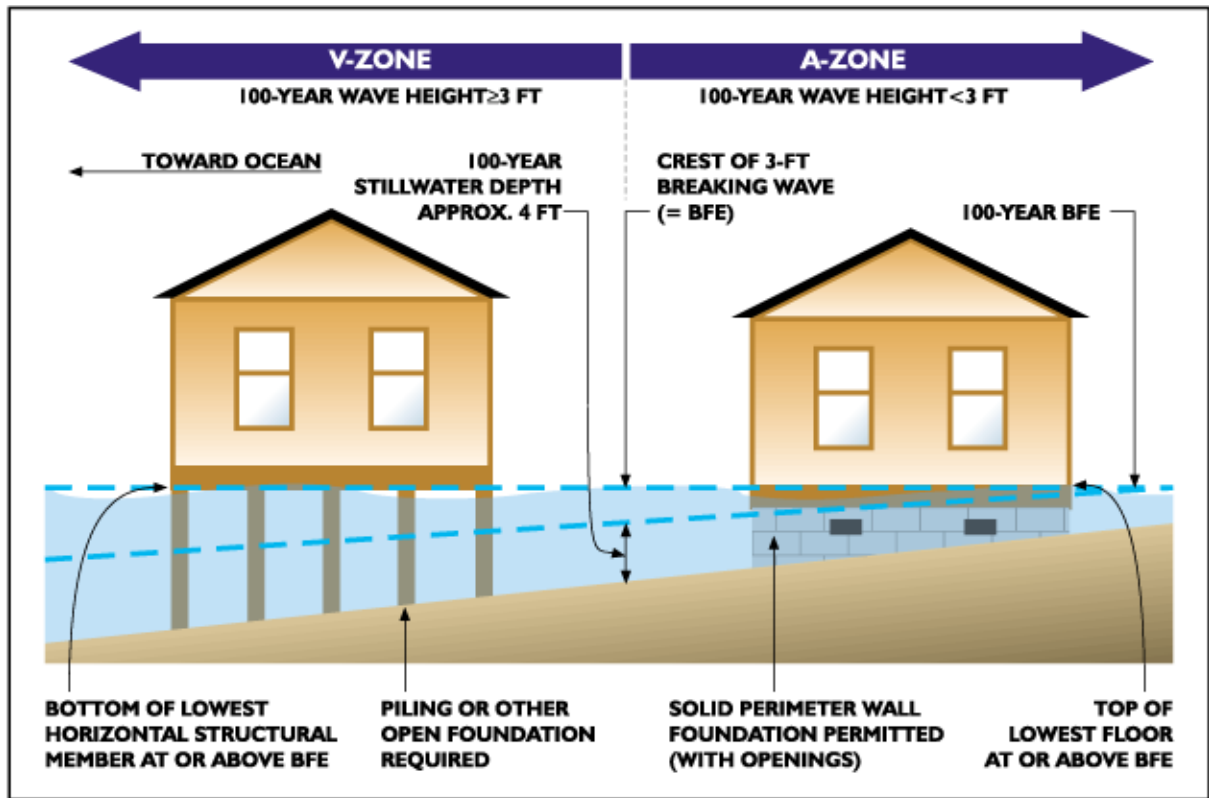 V-ZONE
A-ZONE
100-YEAR WAVE HEIGHT≥3 FT
100-YEAR WAVE HEIGHT<3 FT
TOWARD OCEAN
100-YEAR
STILLWATER DEPTH
APPROX. 4 FT
CREST OF 3-FT
BREAKING WAVE
(= BFE)
100-YEAR BFE
BOTTOM OF LOWEST
HORIZONTAL STRUCTURAL
MEMBER AT OR ABOVE BFE
PILING OR OTHER
OPEN FOUNDATION
REQUIRED
SOLID PERIMETER WALL
FOUNDATION PERMITTED
(WITH OPENINGS)
TOP OF
LOWEST FLOOR
AT OR ABOVE BFE